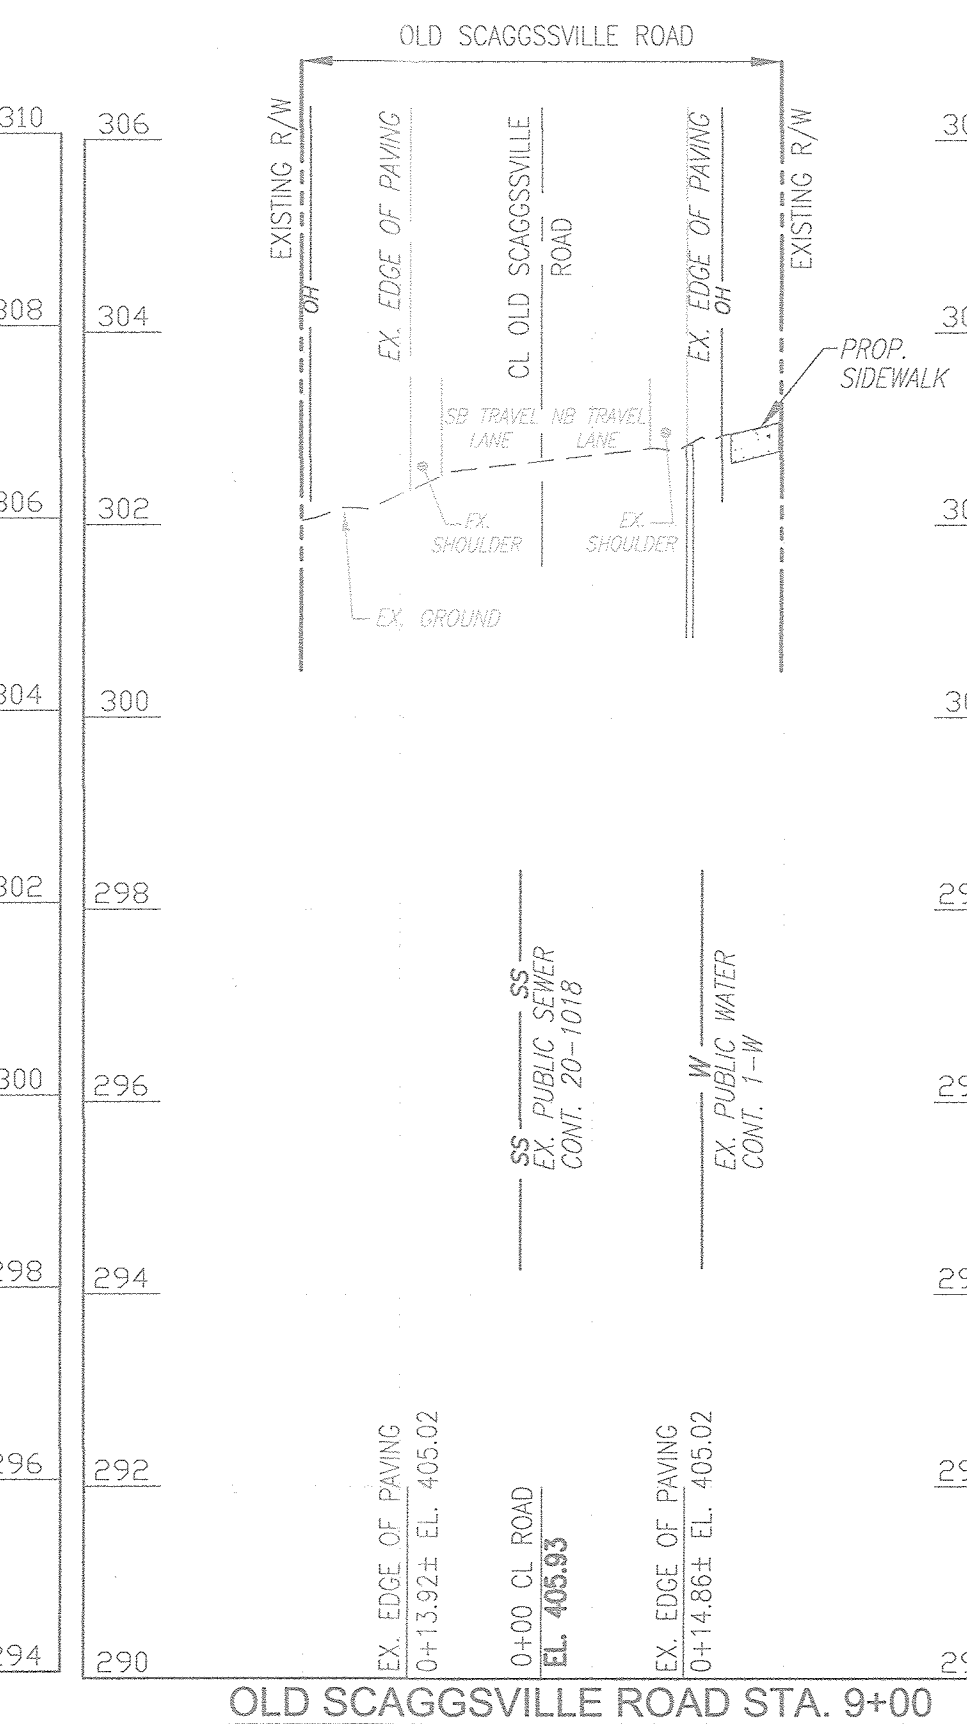 OLD SCAGGSSVILLE ROAD
310
308
306
304
302
300
298
296
294
306
304
302
300
298
296
294
292
290
EXISTING R/W
OH
EX. EDGE OF PAVING
CL OLD SCAGGSSVILLE
ROAD
EX. EDGE OF PAVING
OH
EXISTING R/W
PROP.
SIDEWALK
SB TRAVEL
LANE
NB TRAVEL
LANE
EX.
SHOULDER
EX.
SHOULDER
EX. GROUND
SS
SS
EX. PUBLIC SEWER
CONT. 20-1018
W
EX. PUBLIC WATER
CONT. 1-W
EX. EDGE OF PAVING
0+13.92± EL. 405.02
0+00 CL ROAD
EL. 405.93
EX. EDGE OF PAVING
0+14.86± EL. 405.02
OLD SCAGGSVILLE ROAD STA. 9+00